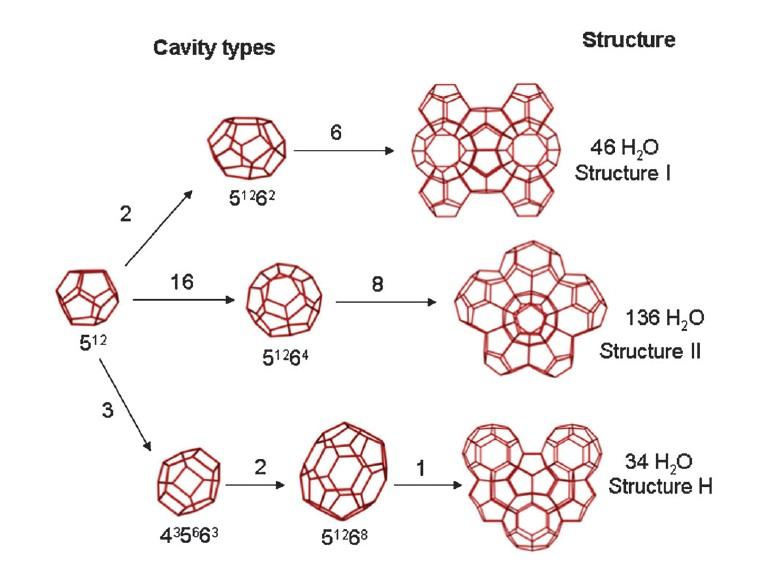 Cavity types
Structure
6
46 H₂O
Structure I
5¹²6²
2
16
8
136 H₂O
Structure II
5¹²
5¹²6⁴
3
2
1
34 H₂O
Structure H
4³5⁶6³
5¹²6⁸